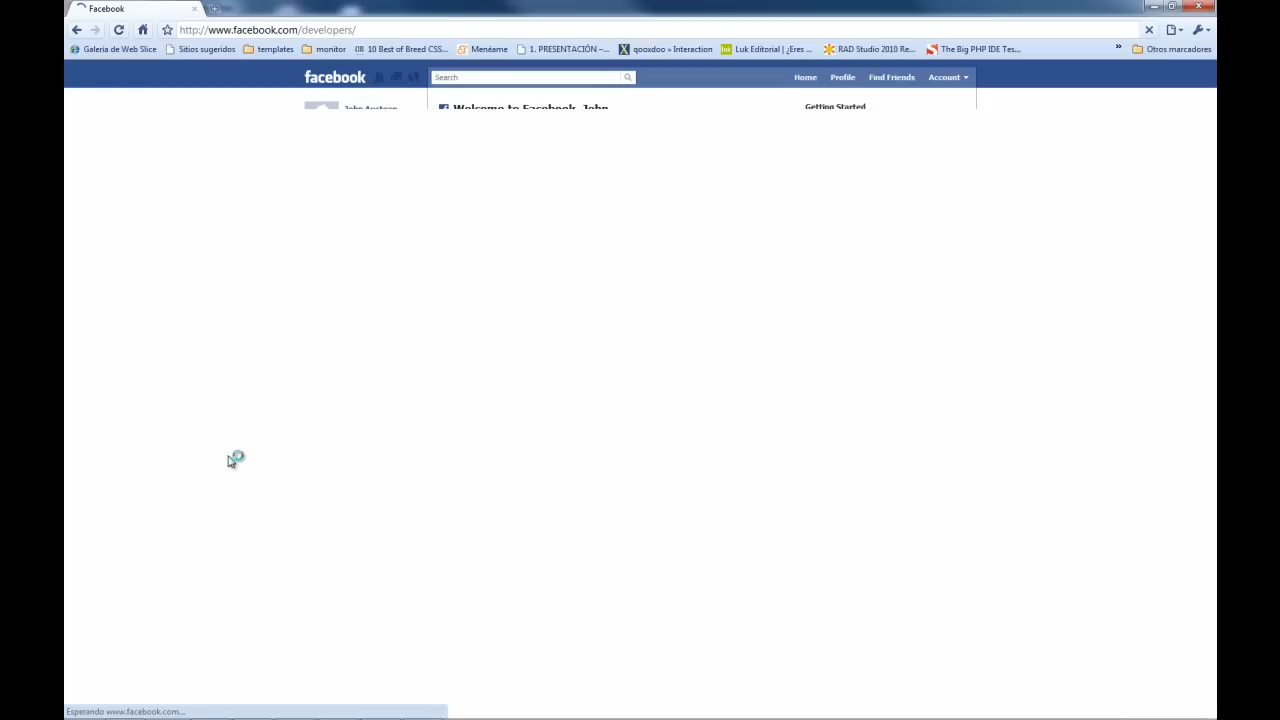 Facebook
http://www.facebook.com/developers/
Galería de Web Slice Sitios sugeridos templates monitor 10 Best of Breed CSS... Menéame 1. PRESENTACIÓN –... qooxdoo » Interaction Luk Editorial | ¿Eres ... RAD Studio 2010 Re... The Big PHP IDE Tes... » Otros marcadores
facebook Search Home Profile Find Friends Account
John Austeen Welcome to Facebook, John Getting Started
Esperando www.facebook.com...